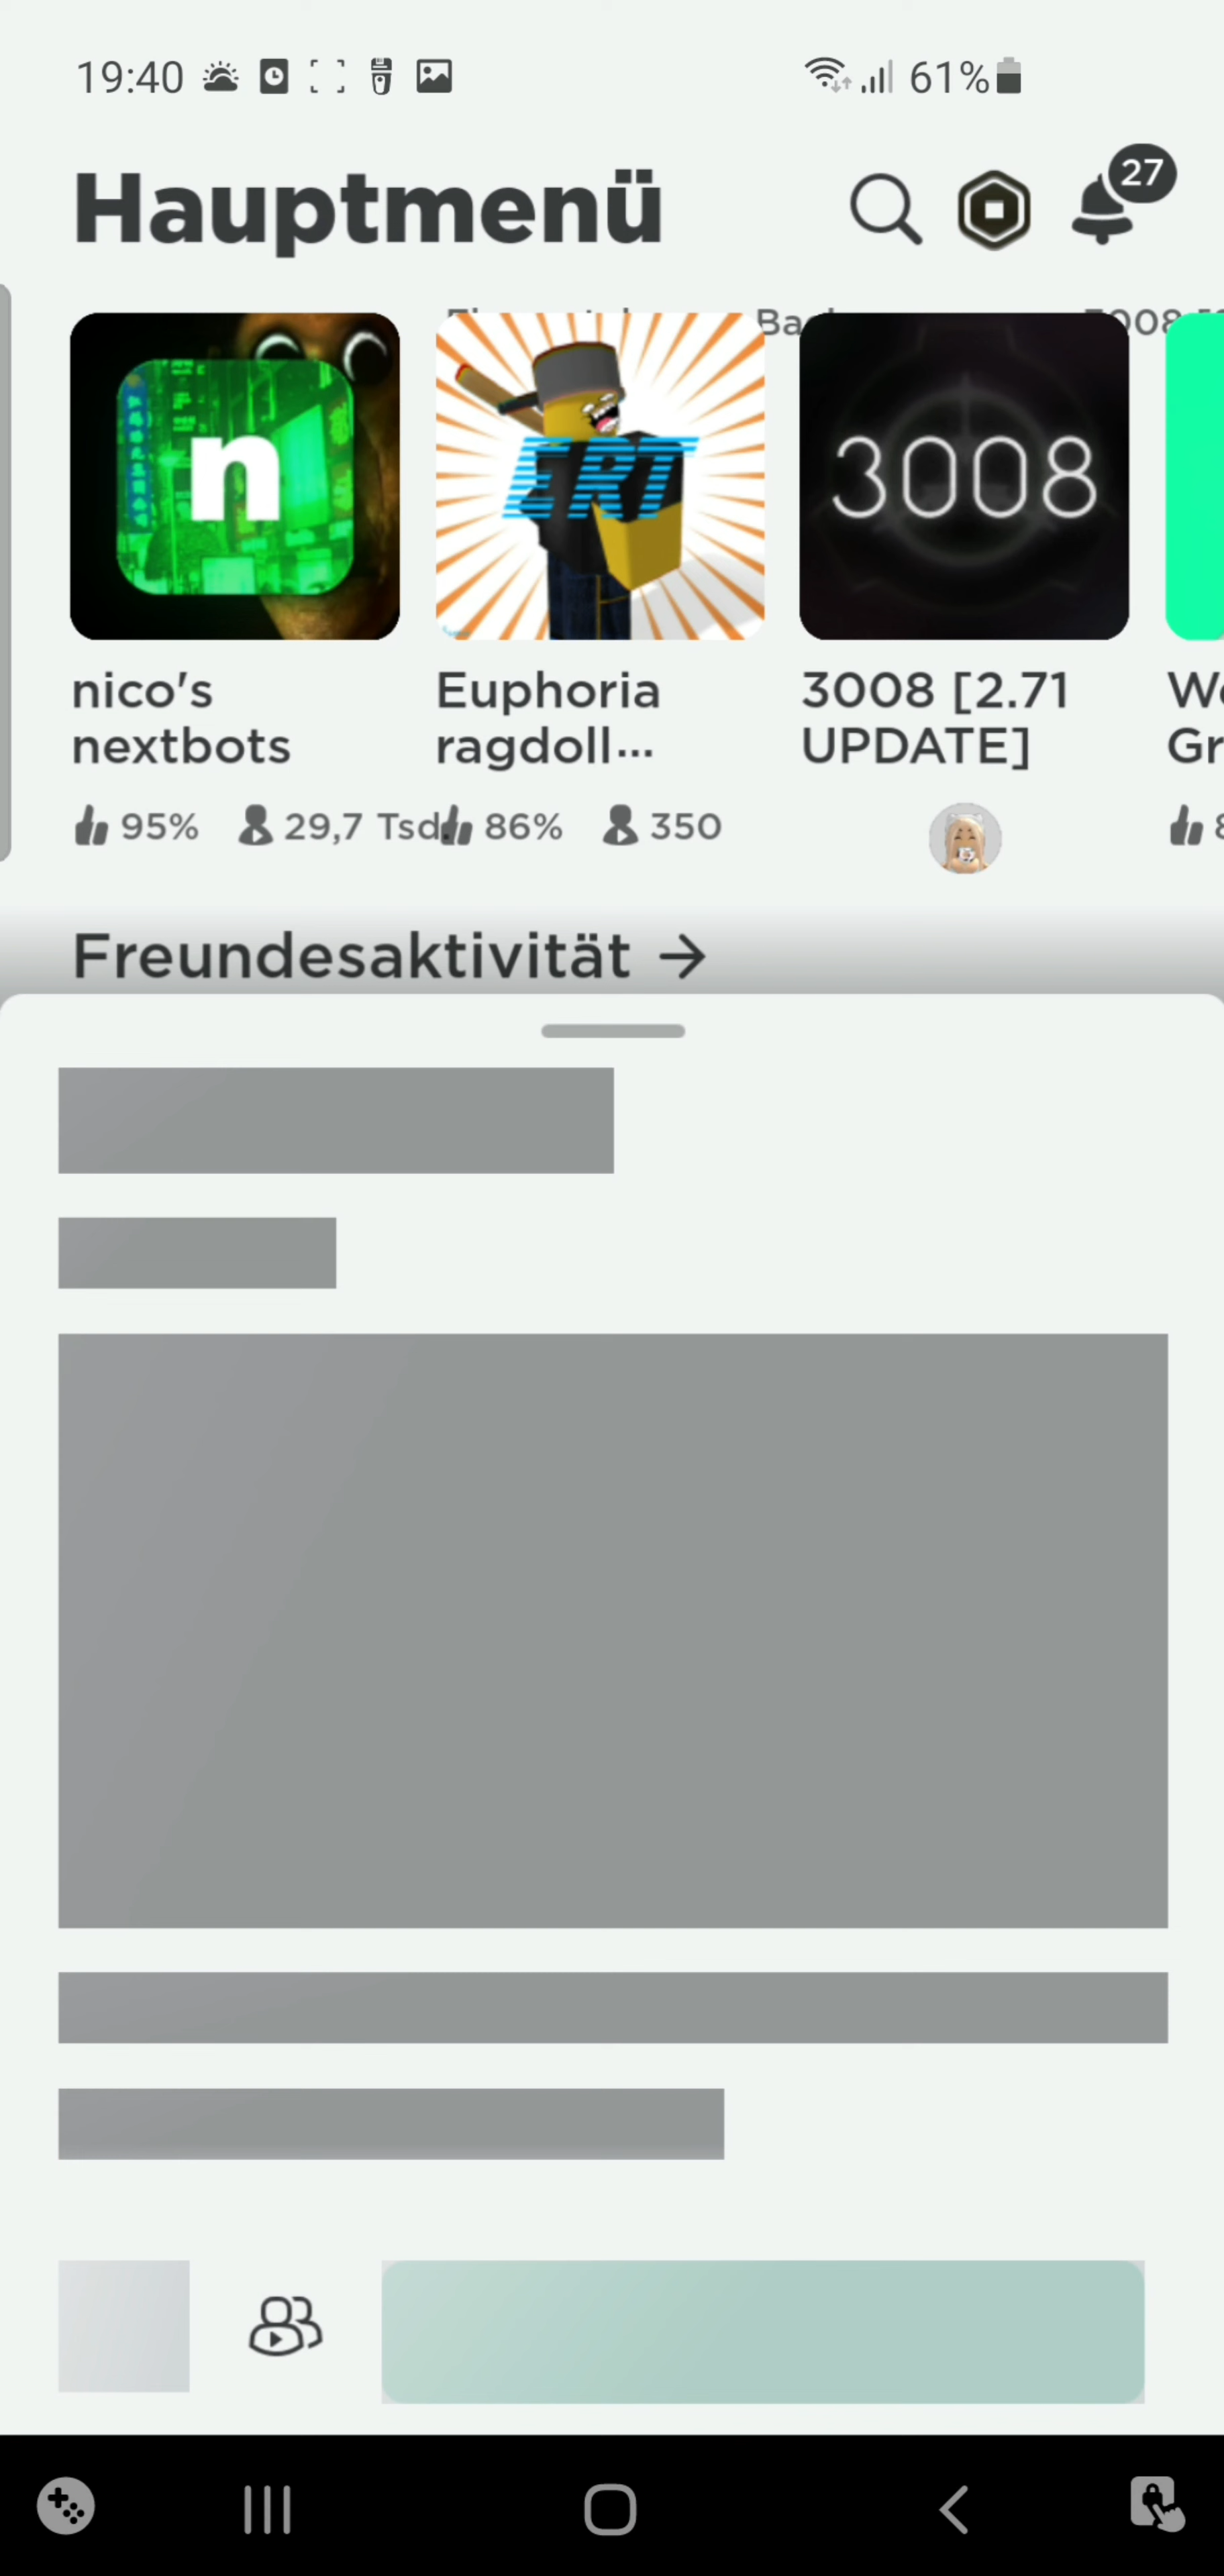 19:40
61%
Hauptmenü
27
n
ERT
3008
nico's
nextbots
Euphoria
ragdoll...
3008 [2.71
UPDATE]
95%
29,7 Tsd.
86%
350
Freundesaktivität →